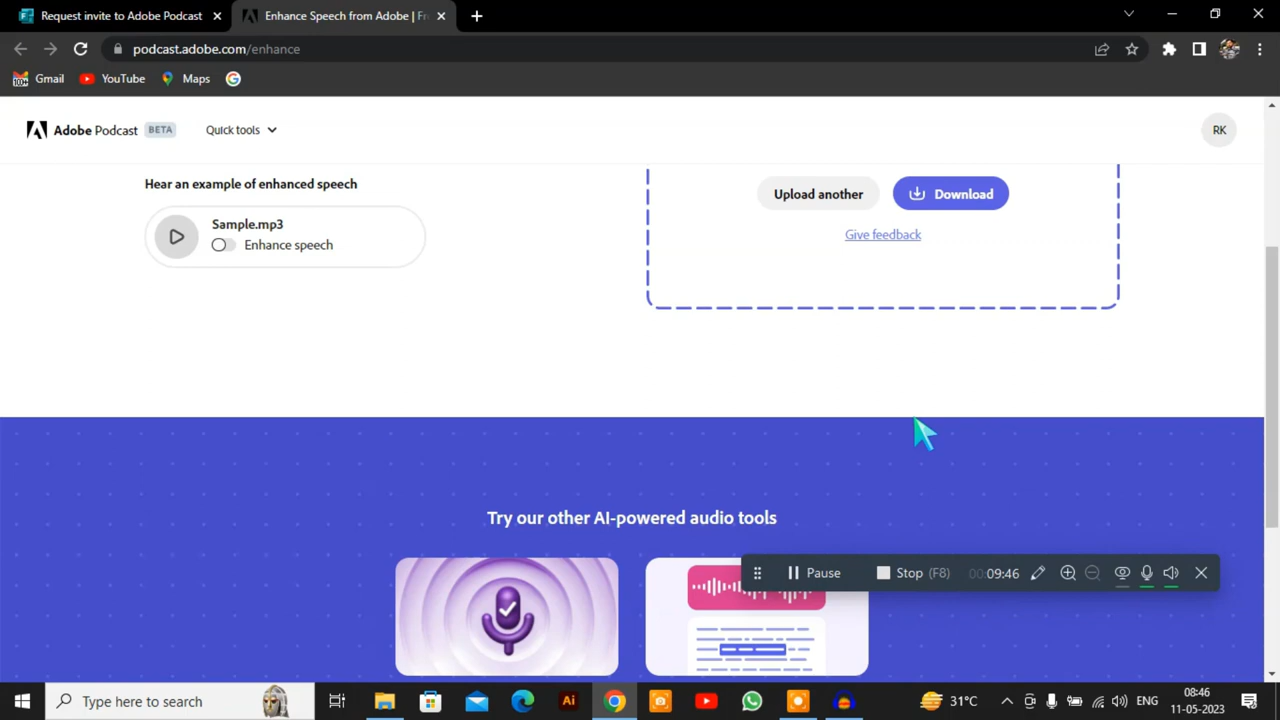 Request invite to Adobe Podcast
Enhance Speech from Adobe | Fr
podcast.adobe.com/enhance
100+
Gmail
YouTube
Maps
Adobe Podcast
BETA
Quick tools
RK
Hear an example of enhanced speech
Sample.mp3
Enhance speech
Upload another
Download
Give feedback
Try our other AI-powered audio tools
Pause
Stop (F8)
00:09:46
Type here to search
Ai
31°C
ENG
08:46
11-05-2023